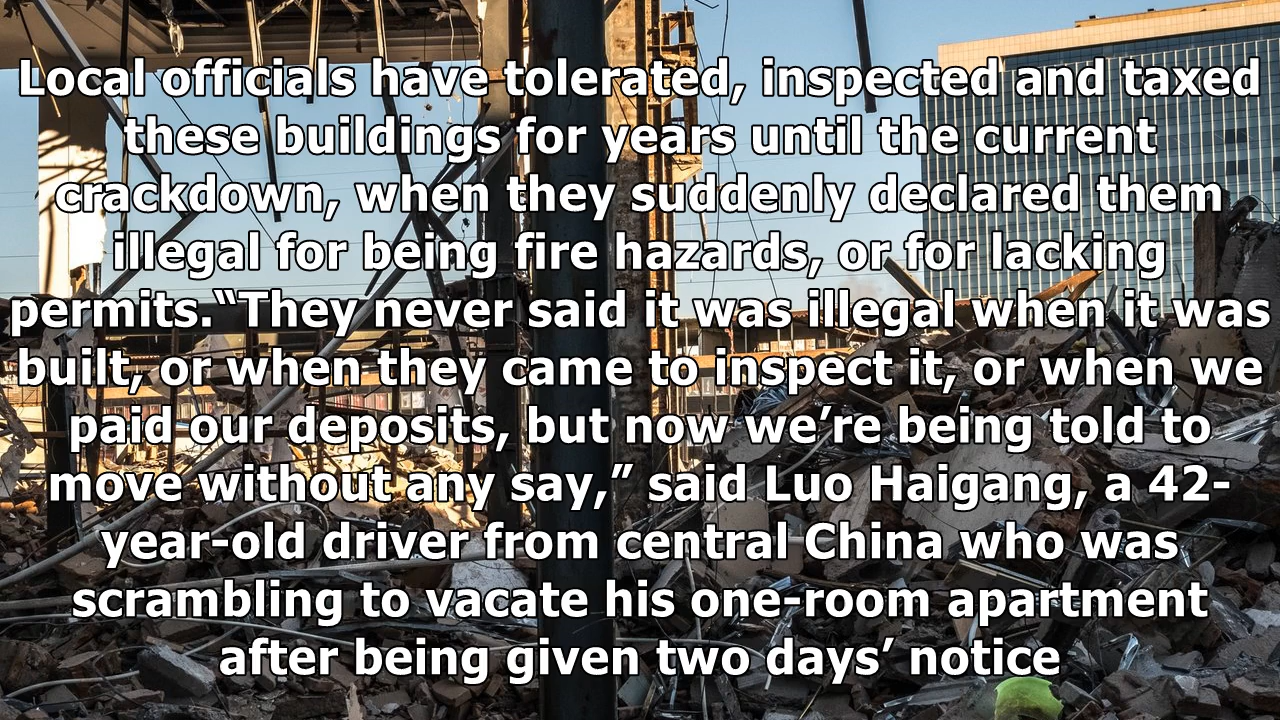 Local officials have tolerated, inspected and taxed
these buildings for years until the current
crackdown, when they suddenly declared them
illegal for being fire hazards, or for lacking
permits.“They never said it was illegal when it was
built, or when they came to inspect it, or when we
paid our deposits, but now we’re being told to
move without any say,” said Luo Haigang, a 42-
year-old driver from central China who was
scrambling to vacate his one-room apartment
after being given two days’ notice